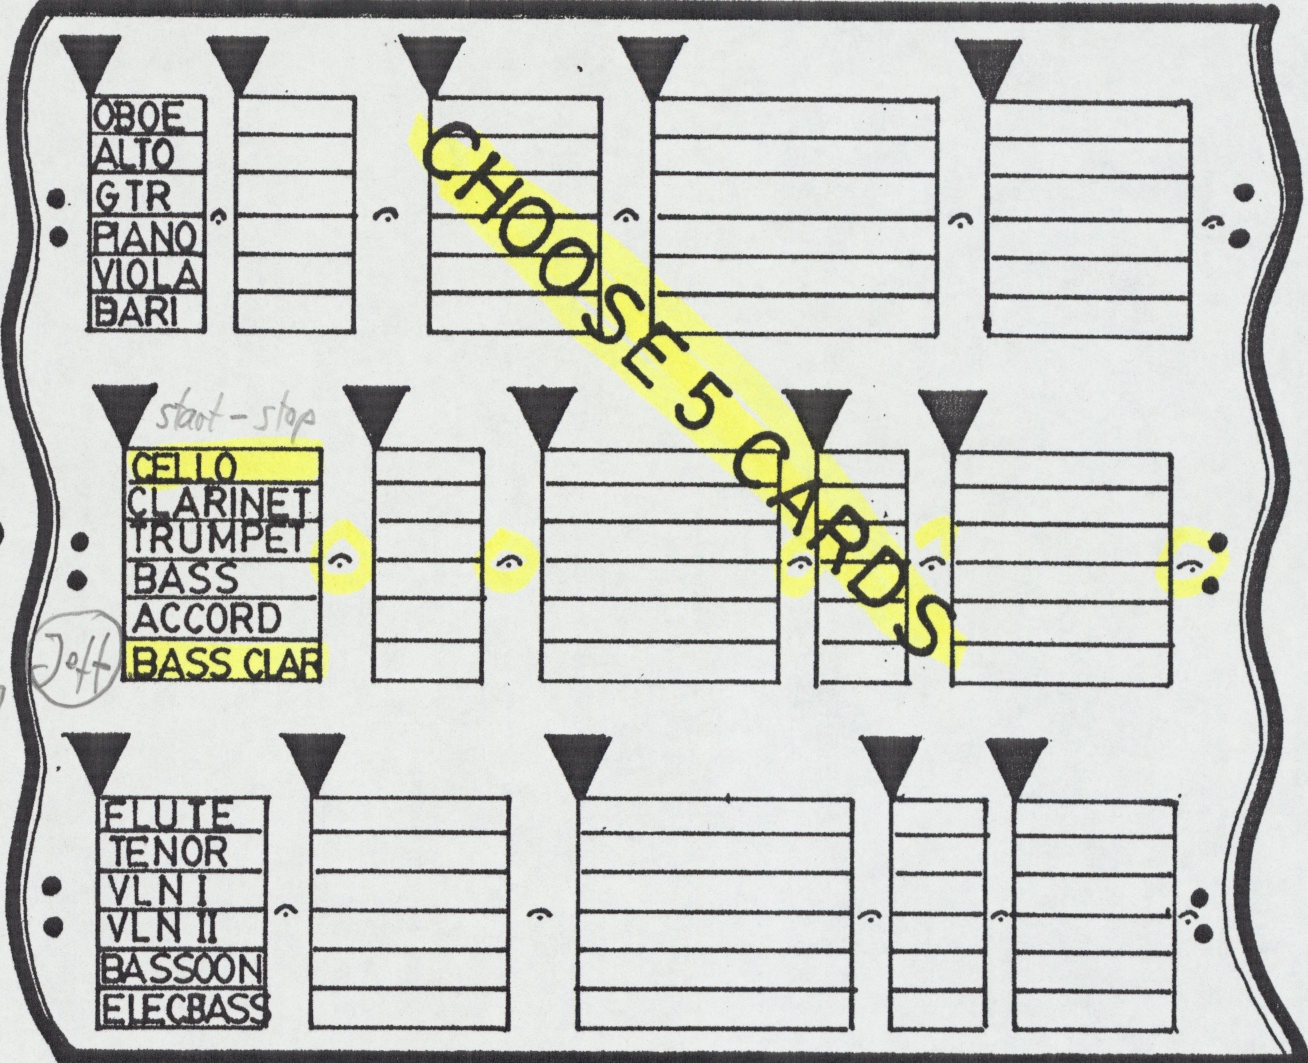 OBOE
ALTO
GTR
PIANO
VIOLA
BARI
CHOOSE 5 CARDS
start - stop
CELLO
CLARINET
TRUMPET
BASS
ACCORD
Jeff
BASS CLAR
FLUTE
TENOR
VLN I
VLN II
BASSOON
ELECBASS